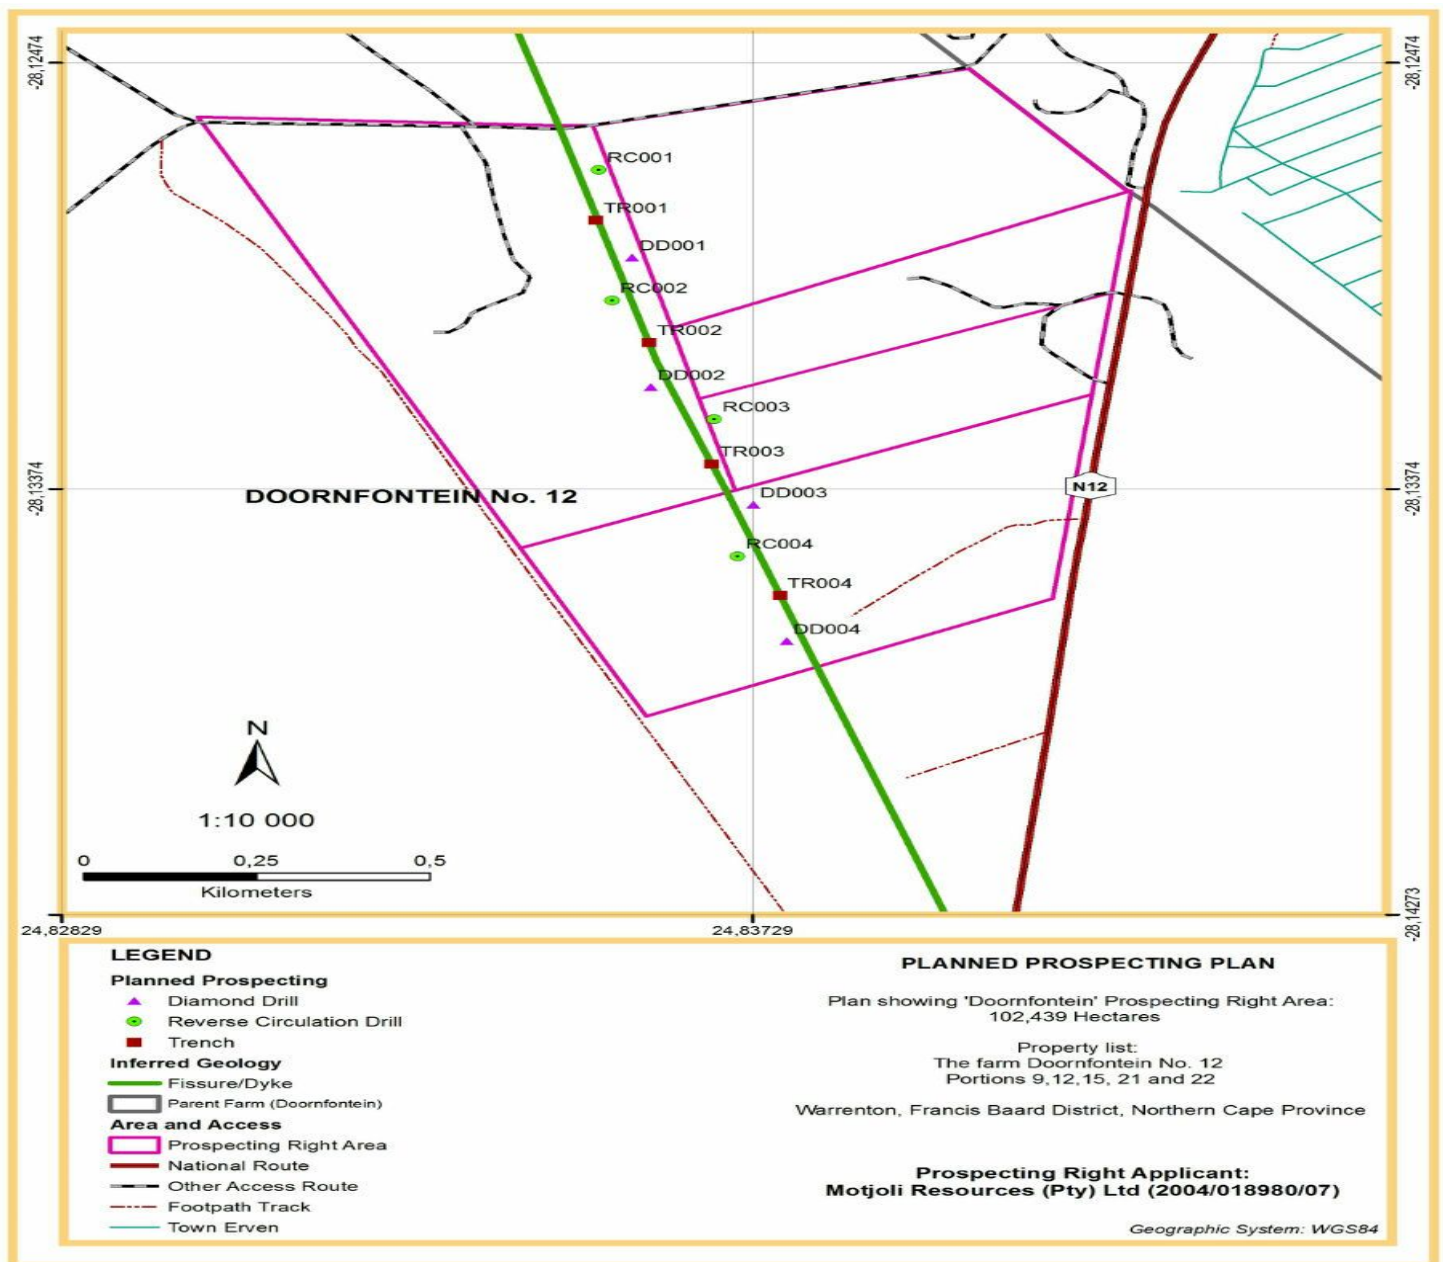 -28,12474
-28,12474
RC001
TR001
DD001
RC002
TR002
DD002
RC003
TR003
-28,13374
DOORNFONTEIN No. 12
DD003
N12
-28,13374
RC004
TR004
DD004
N
1:10 000
0 0,25 0,5
Kilometers
24,82829
24,83729
-28,14273
LEGEND
Planned Prospecting
Diamond Drill
Reverse Circulation Drill
Trench
Inferred Geology
Fissure/Dyke
Parent Farm (Doornfontein)
Area and Access
Prospecting Right Area
National Route
Other Access Route
Footpath Track
Town Erven
PLANNED PROSPECTING PLAN
Plan showing 'Doornfontein' Prospecting Right Area:
102,439 Hectares
Property list:
The farm Doornfontein No. 12
Portions 9,12,15, 21 and 22
Warrenton, Francis Baard District, Northern Cape Province
Prospecting Right Applicant:
Motjoli Resources (Pty) Ltd (2004/018980/07)
Geographic System: WGS84